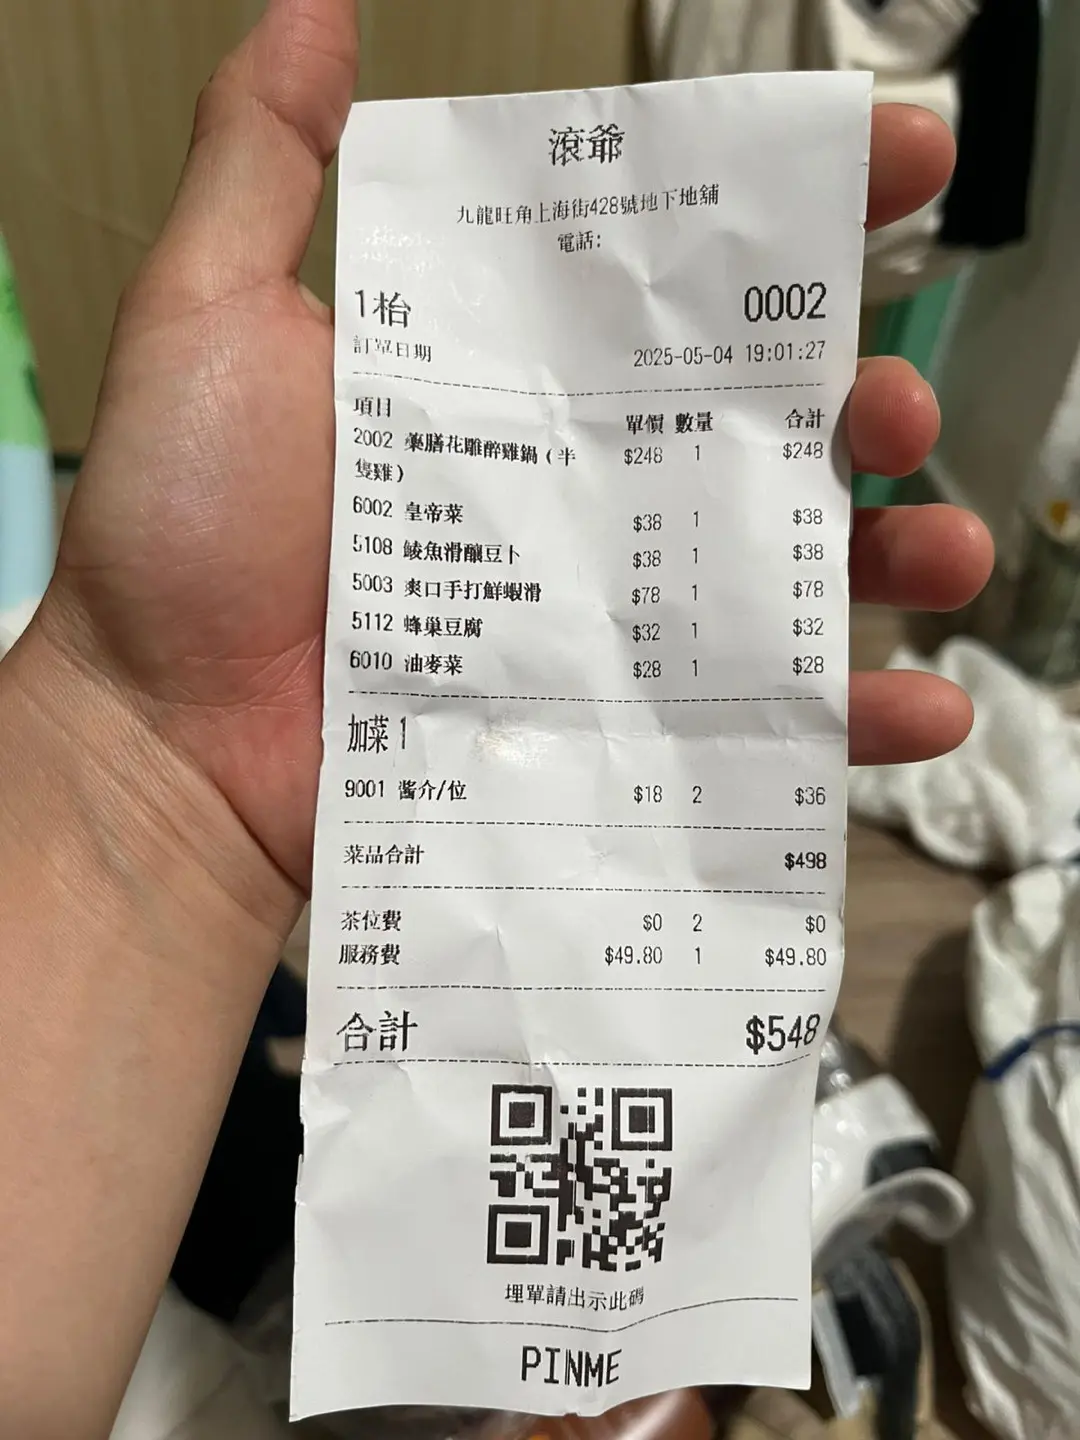 滾爺
九龍旺角上海街428號地下地舖
電話:
1枱 0002
訂單日期 2025-05-04 19:01:27
項目 單價 數量 合計
2002 藥膳花雕醉雞鍋(半 $248 1 $248
隻雞)
6002 皇帝菜 $38 1 $38
5108 鯪魚滑釀豆卜 $38 1 $38
5003 爽口手打鮮蝦滑 $78 1 $78
5112 蜂巢豆腐 $32 1 $32
6010 油麥菜 $28 1 $28
加菜 1
9001 酱介/位 $18 2 $36
菜品合計 $498
茶位費 $0 2 $0
服務費 $49.80 1 $49.80
合計 $548
埋單請出示此碼
PINME